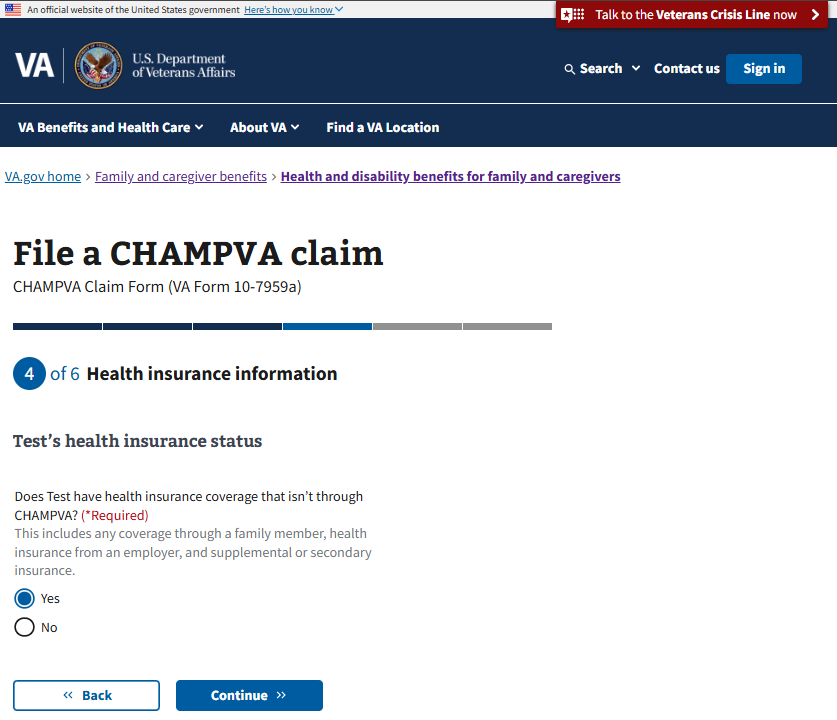 An official website of the United States government Here's how you know
Talk to the Veterans Crisis Line now
VA
U.S. Department
of Veterans Affairs
Search
Contact us
Sign in
VA Benefits and Health Care
About VA
Find a VA Location
VA.gov home › Family and caregiver benefits › Health and disability benefits for family and caregivers
File a CHAMPVA claim
CHAMPVA Claim Form (VA Form 10-7959a)
4 of 6 Health insurance information
Test’s health insurance status
Does Test have health insurance coverage that isn’t through
CHAMPVA? (*Required)
This includes any coverage through a family member, health
insurance from an employer, and supplemental or secondary
insurance.
Yes
No
« Back
Continue »